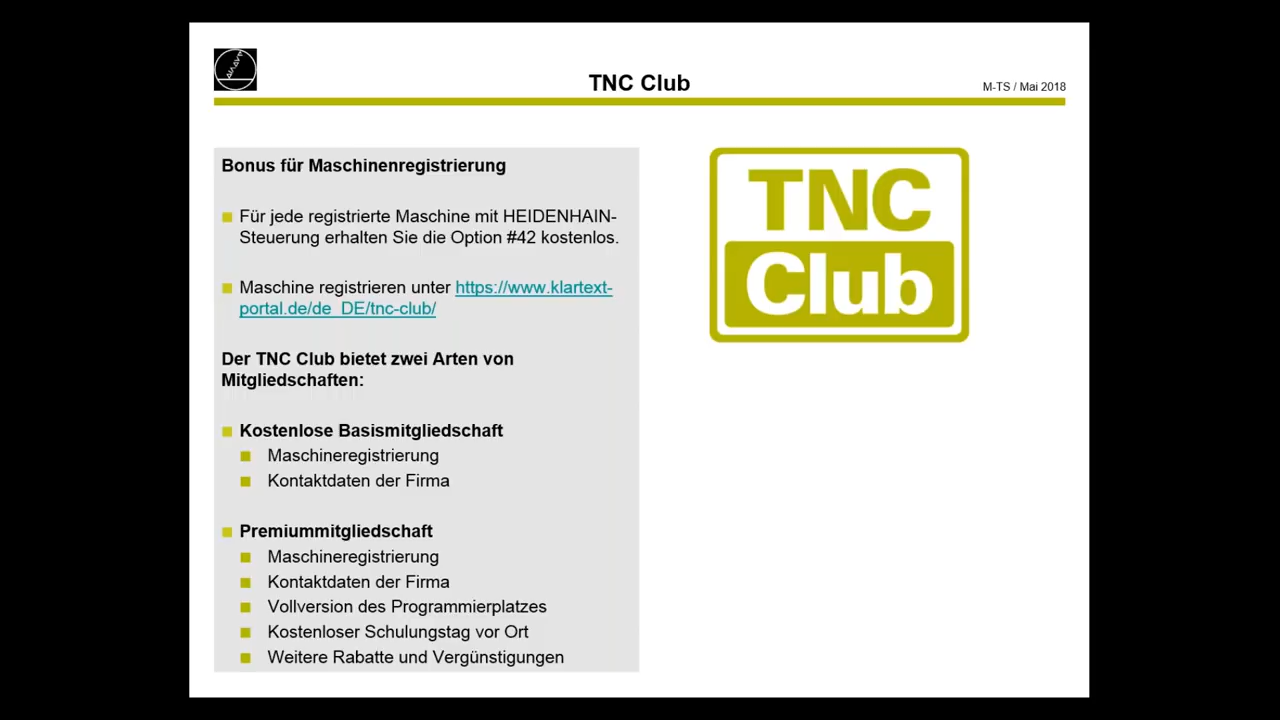 TNC Club
M-TS / Mai 2018
Bonus für Maschinenregistrierung
Für jede registrierte Maschine mit HEIDENHAIN-
Steuerung erhalten Sie die Option #42 kostenlos.
Maschine registrieren unter https://www.klartext-
portal.de/de_DE/tnc-club/
Der TNC Club bietet zwei Arten von
Mitgliedschaften:
Kostenlose Basismitgliedschaft
Maschineregistrierung
Kontaktdaten der Firma
Premiummitgliedschaft
Maschineregistrierung
Kontaktdaten der Firma
Vollversion des Programmierplatzes
Kostenloser Schulungstag vor Ort
Weitere Rabatte und Vergünstigungen
TNC
Club